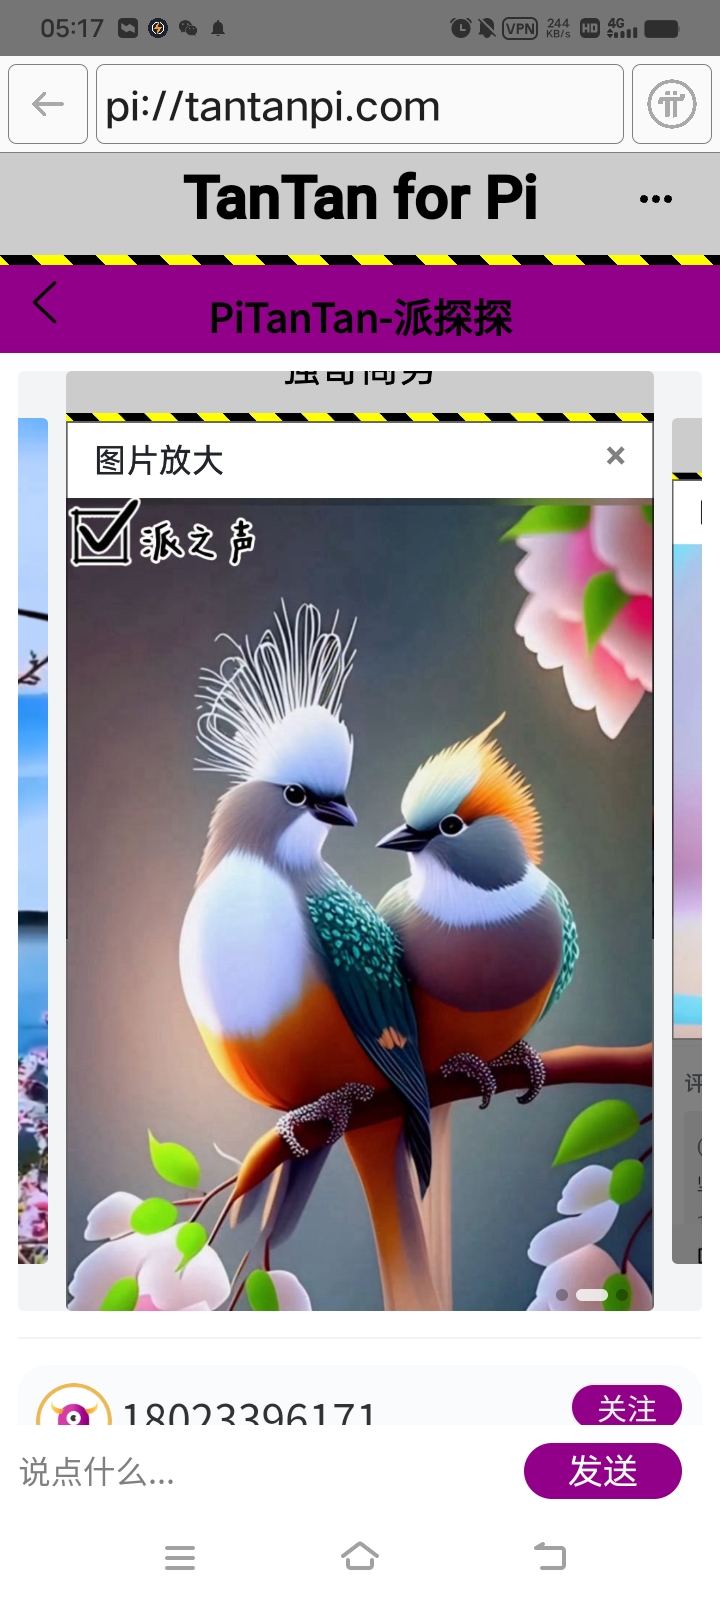 05:17
VPN
244
KB/s
HD
4G
pi://tantanpi.com
TanTan for Pi
PiTanTan-派探探
图片放大
派之声
评
18023396171
关注
说点什么...
发送